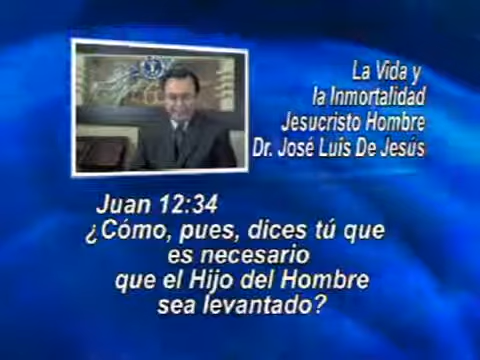 La Vida y
la Inmortalidad
Jesucristo Hombre
Dr. José Luis De Jesús
Juan 12:34
¿Cómo, pues, dices tú que
es necesario
que el Hijo del Hombre
sea levantado?